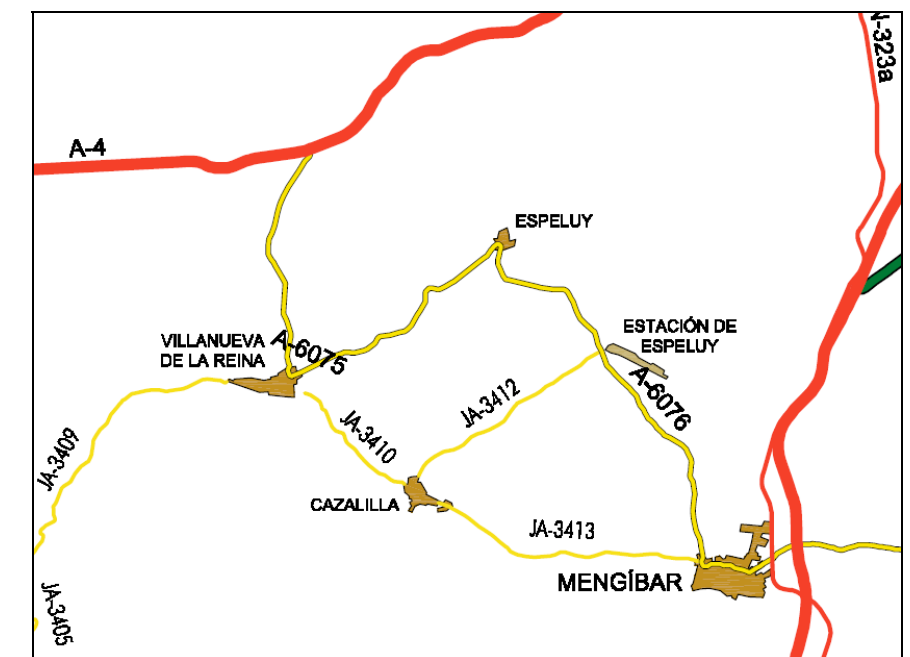 N-323a
A-4
ESPELUY
VILLANUEVA
DE LA REINA
A-6075
ESTACIÓN DE
ESPELUY
A-6076
JA-3412
JA-3410
JA-3409
CAZALILLA
JA-3413
MENGÍBAR
JA-3405